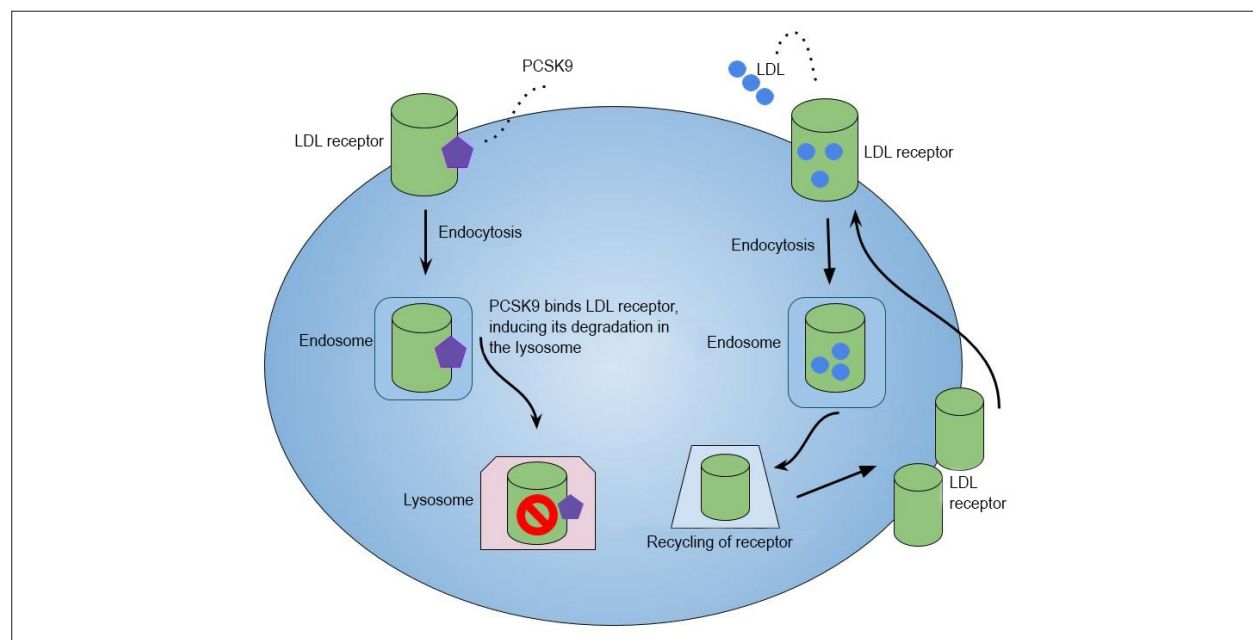 PCSK9
LDL receptor
Endocytosis
Endosome
PCSK9 binds LDL receptor,
inducing its degradation in
the lysosome
Lysosome
LDL
LDL receptor
Endocytosis
Endosome
Recycling of receptor
LDL
receptor